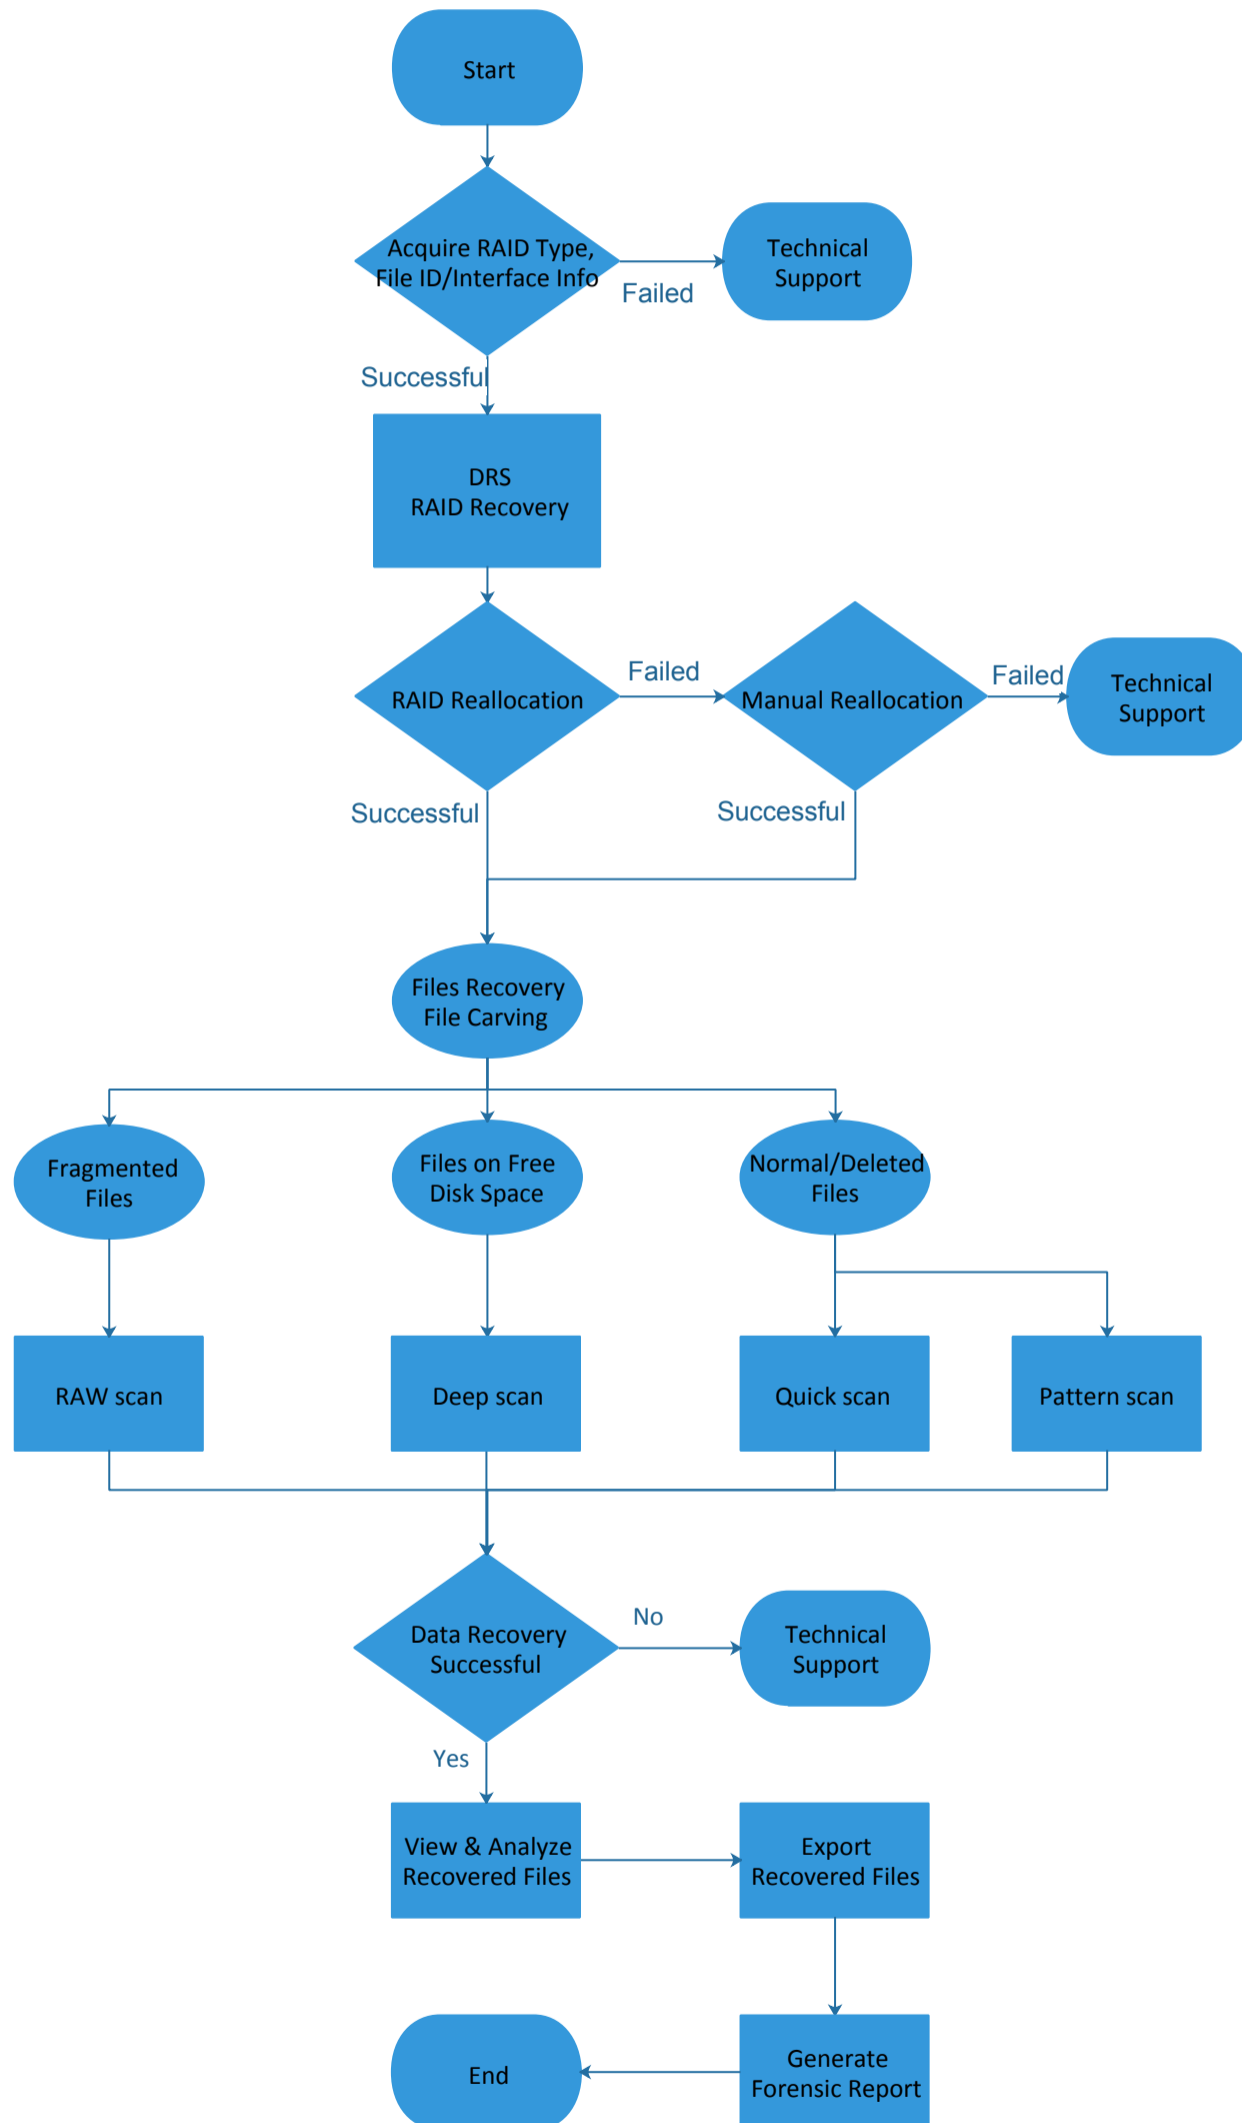 Start
Acquire RAID Type,
File ID/Interface Info
Failed
Technical
Support
Successful
DRS
RAID Recovery
RAID Reallocation
Failed
Manual Reallocation
Failed
Technical
Support
Successful
Successful
Files Recovery
File Carving
Fragmented
Files
Files on Free
Disk Space
Normal/Deleted
Files
RAW scan
Deep scan
Quick scan
Pattern scan
Data Recovery
Successful
No
Technical
Support
Yes
View & Analyze
Recovered Files
Export
Recovered Files
Generate
Forensic Report
End